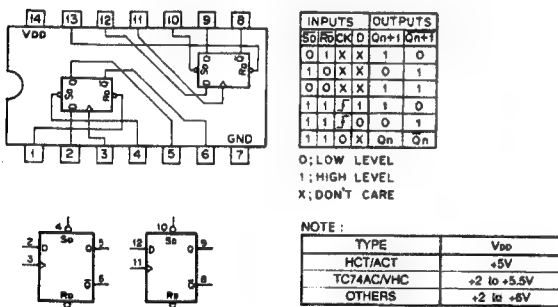 14 13 12 11 10 9 8
VDD
SD
Q
Q
RD
D
Q
SD
RD
D
Q
GND
1 2 3 4 5 6 7
INPUTS OUTPUTS
SD RD CK D Qn+1 Qn+1
0 1 X X 1 0
1 0 X X 0 1
0 0 X X 1 1
1 1 1 1 0
1 1 0 0 1
1 1 0 X Qn Qn
0; LOW LEVEL
1; HIGH LEVEL
X; DON'T CARE
4 10
2 D SD Q 5 12 D SD Q 9
3 11
RD Q 6 RD Q 8
NOTE :
TYPE VDD
HCT/ACT +5V
TC74AC/VHC +2 to +5.5V
OTHERS +2 to +6V